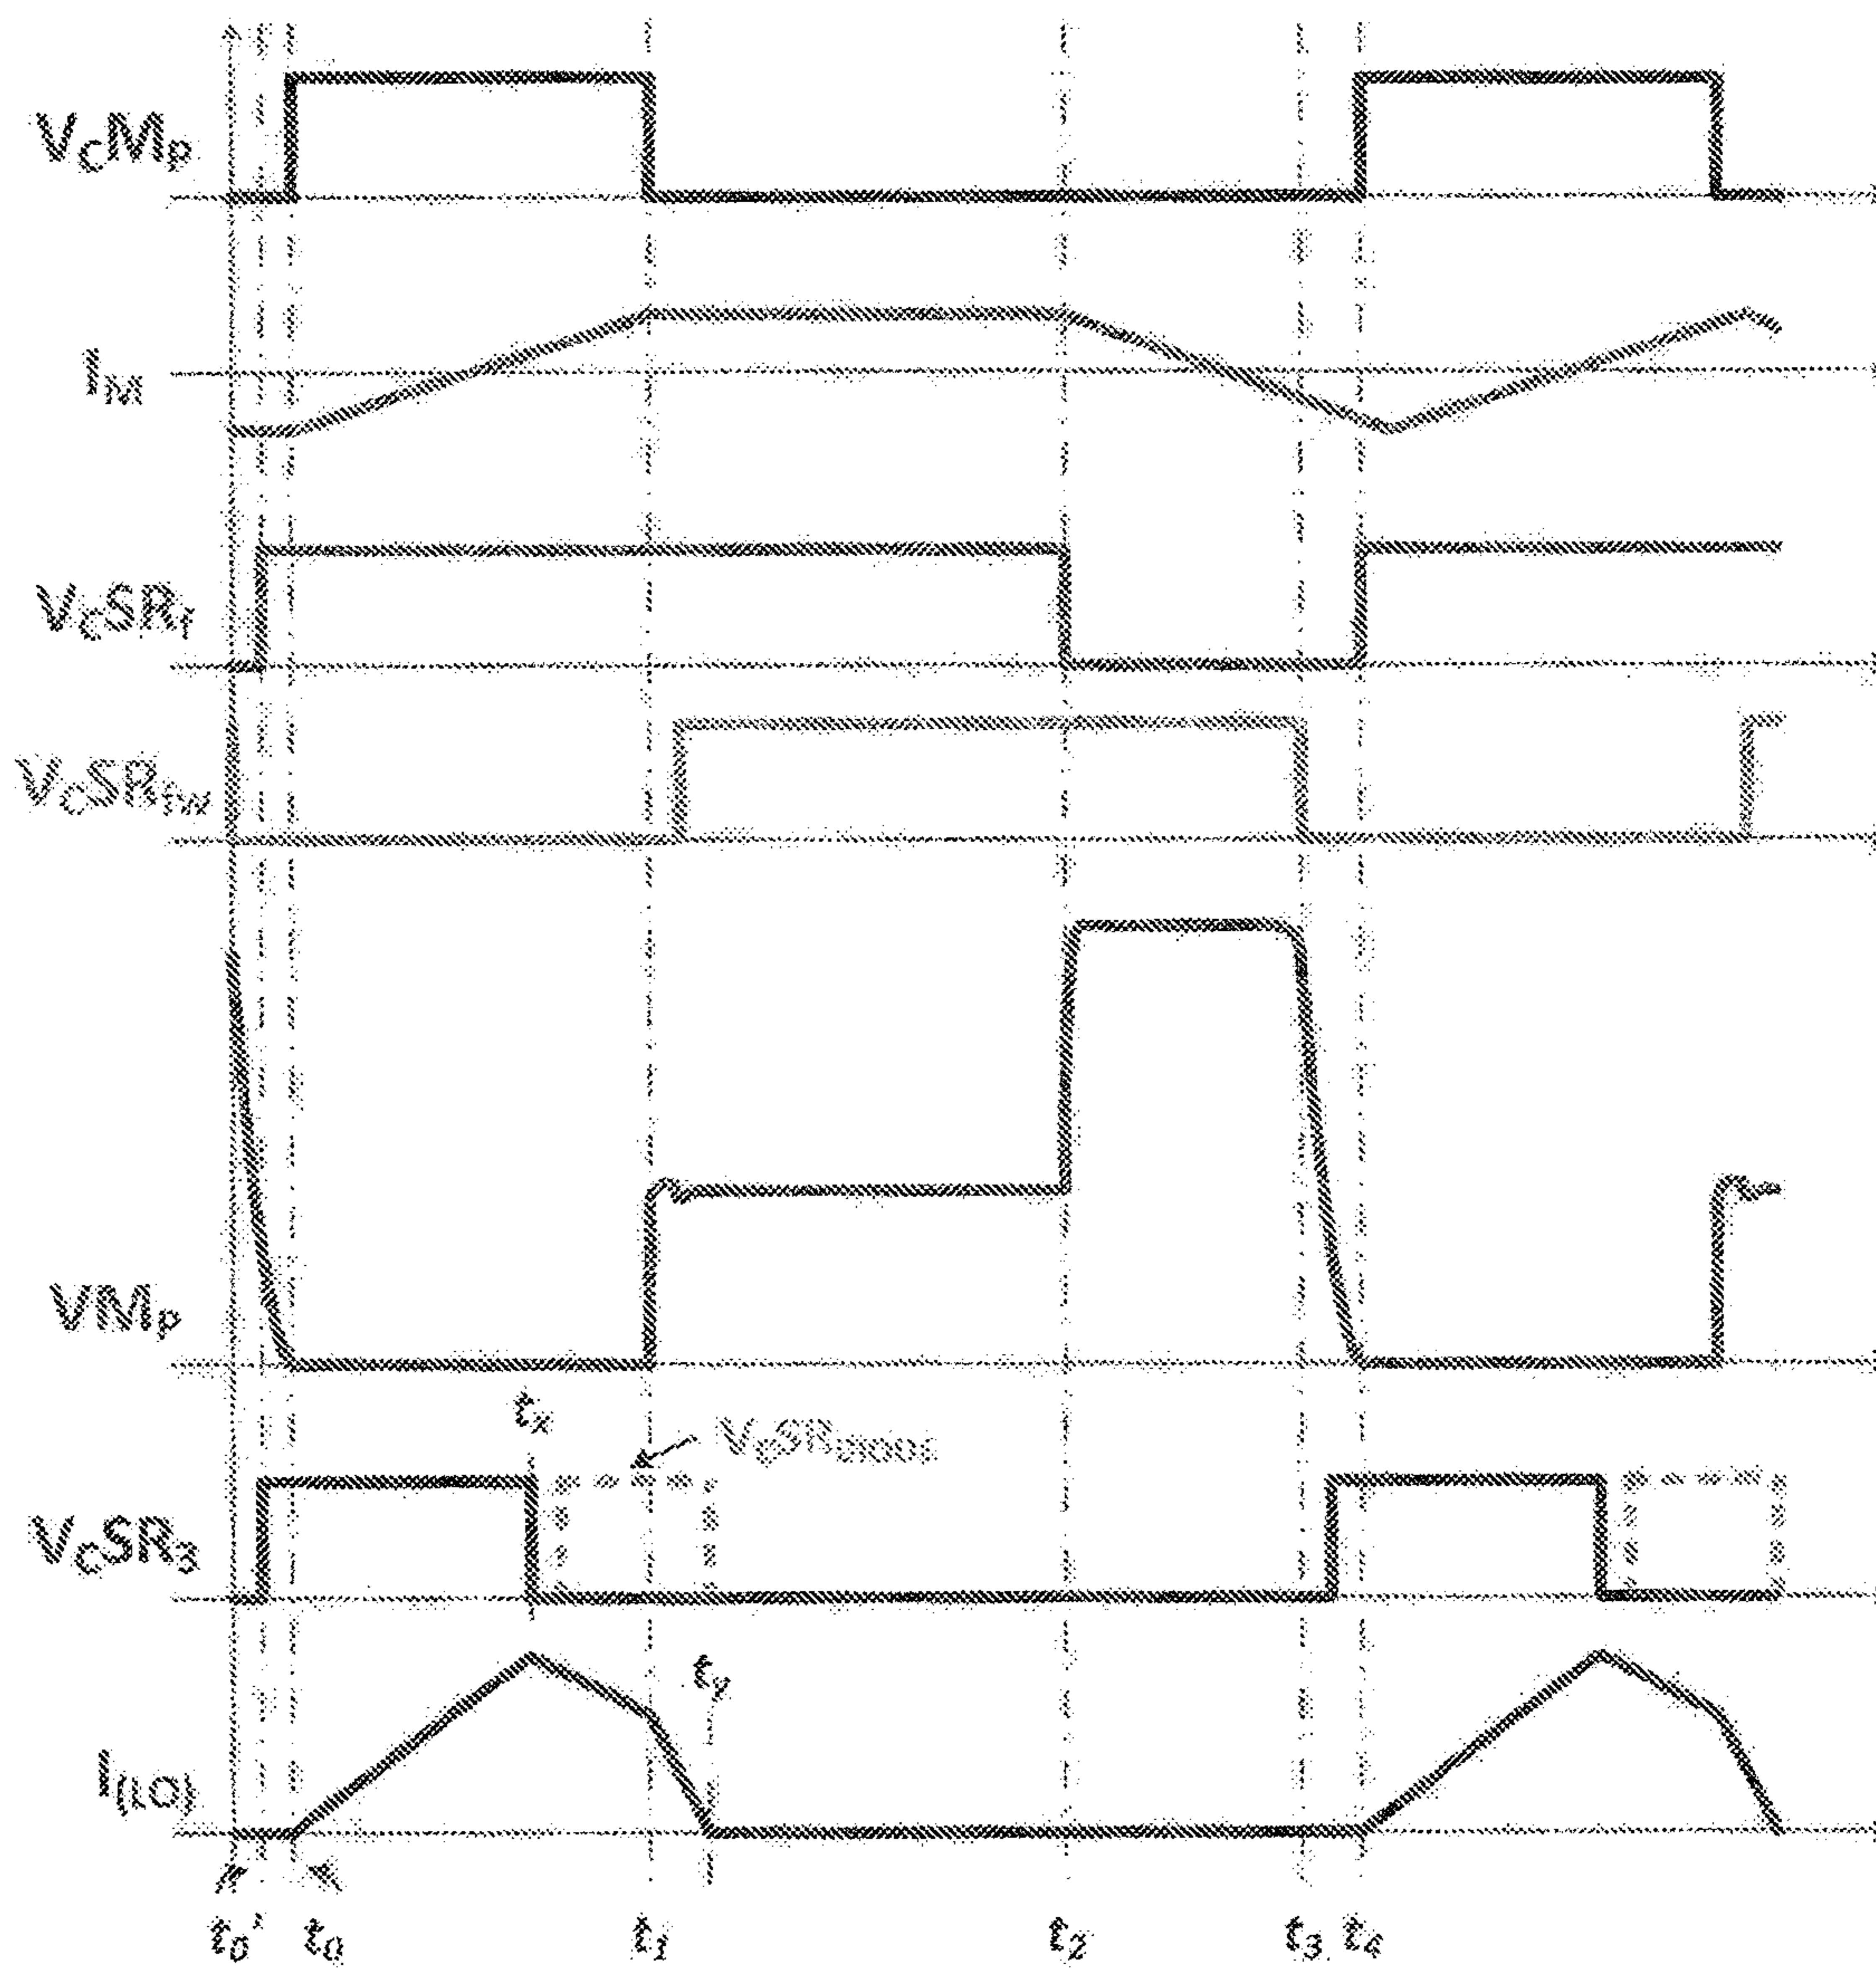 VCMP
IM
VCSRf
VCSRfw
VMP
tx
VCSR3
ty
I(LO)
t0' t0 t1 t2 t3 t4